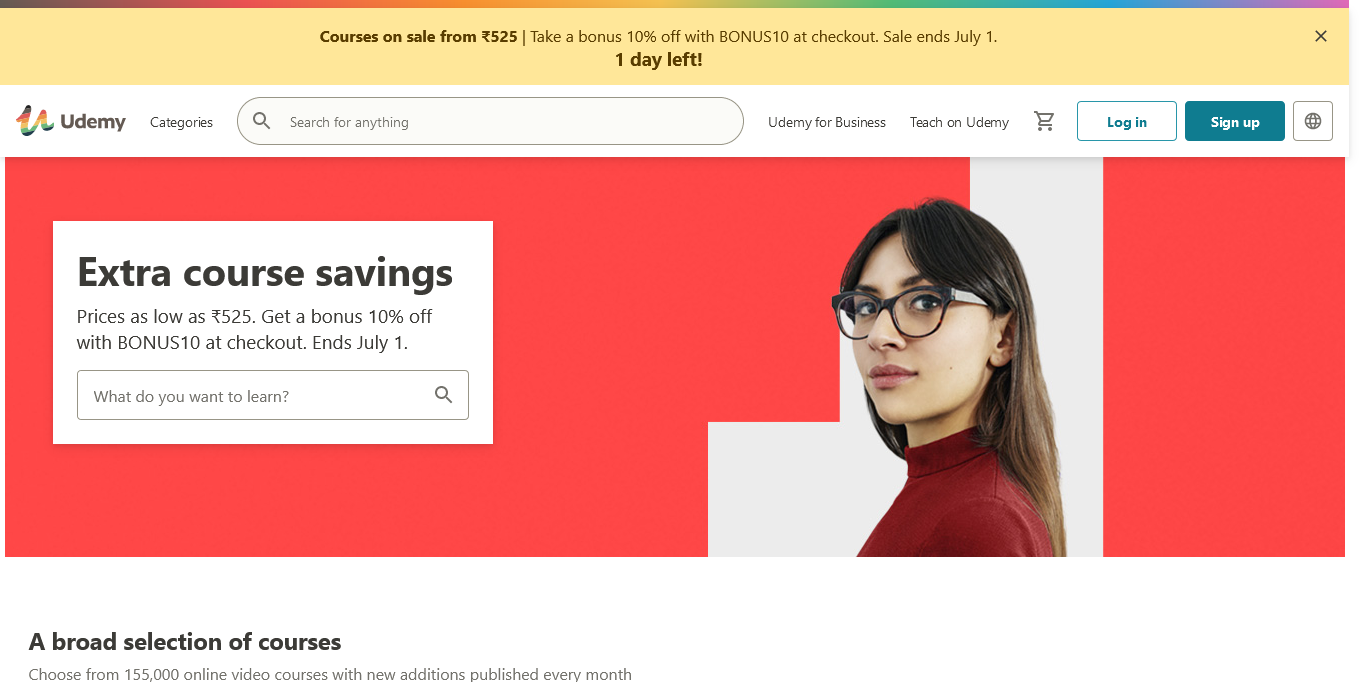 Courses on sale from ₹525 | Take a bonus 10% off with BONUS10 at checkout. Sale ends July 1.
1 day left!
Udemy
Categories
Search for anything
Udemy for Business
Teach on Udemy
Log in
Sign up
Extra course savings
Prices as low as ₹525. Get a bonus 10% off
with BONUS10 at checkout. Ends July 1.
What do you want to learn?
A broad selection of courses
Choose from 155,000 online video courses with new additions published every month